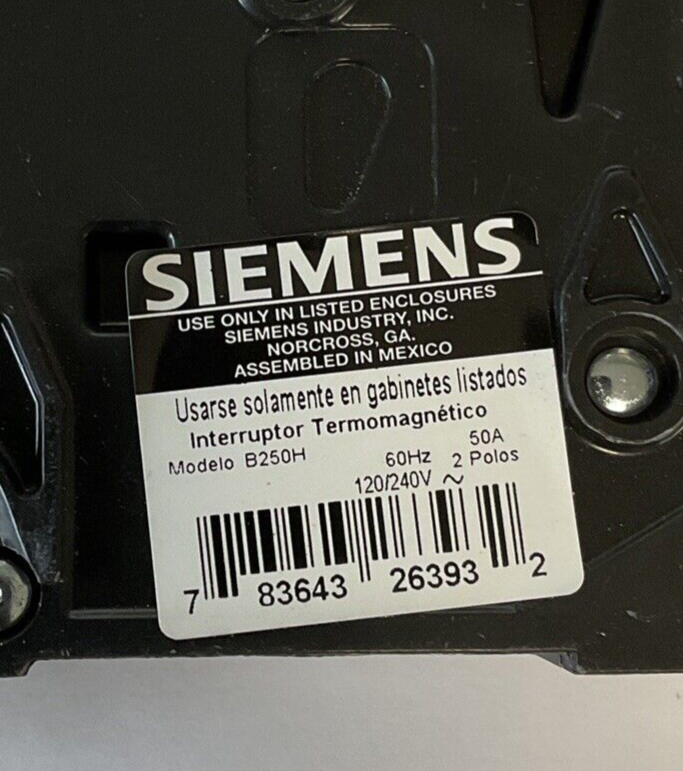 SIEMENS
USE ONLY IN LISTED ENCLOSURES
SIEMENS INDUSTRY, INC.
NORCROSS, GA.
ASSEMBLED IN MEXICO
Usarse solamente en gabinetes listados
Interruptor Termomagnético
50A
Modelo B250H 60Hz 2 Polos
120/240V ~
7 83643 26393 2